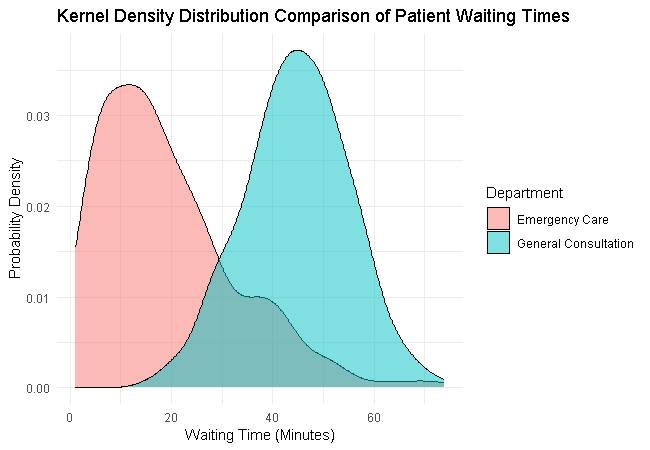 Kernel Density Distribution Comparison of Patient Waiting Times
Probability Density
0.03
0.02
0.01
0.00
0
20
40
60
Waiting Time (Minutes)
Department
Emergency Care
General Consultation